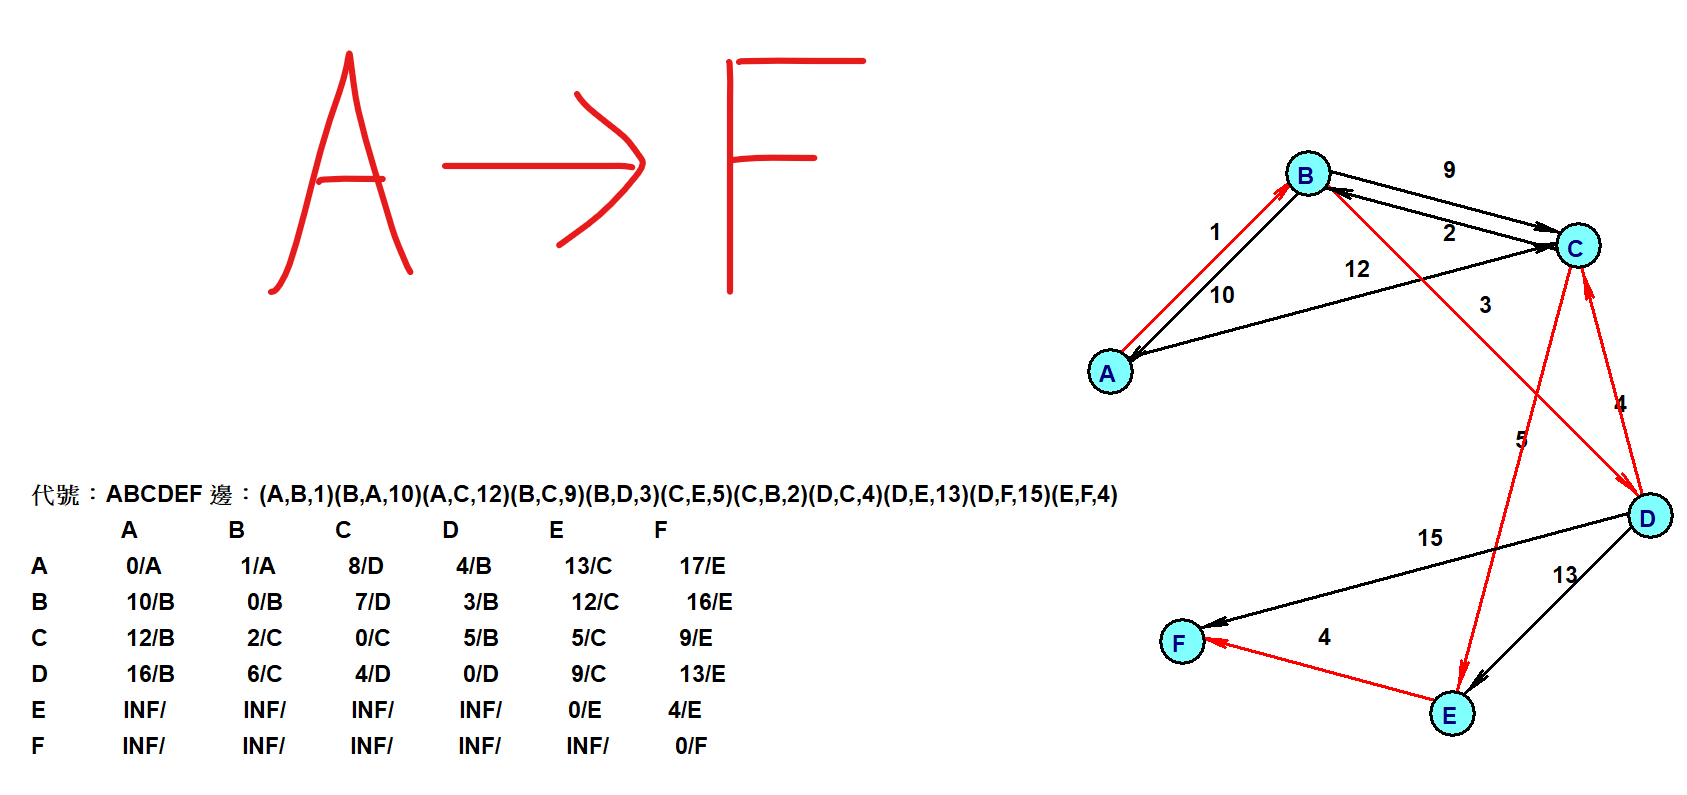 A → F
B
9
C
2
1
12
10
3
A
4
5
D
15
13
F
4
E
代號：ABCDEF 邊：(A,B,1)(B,A,10)(A,C,12)(B,C,9)(B,D,3)(C,E,5)(C,B,2)(D,C,4)(D,E,13)(D,F,15)(E,F,4)
A B C D E F
A 0/A 1/A 8/D 4/B 13/C 17/E
B 10/B 0/B 7/D 3/B 12/C 16/E
C 12/B 2/C 0/C 5/B 5/C 9/E
D 16/B 6/C 4/D 0/D 9/C 13/E
E INF/ INF/ INF/ INF/ 0/E 4/E
F INF/ INF/ INF/ INF/ INF/ 0/F